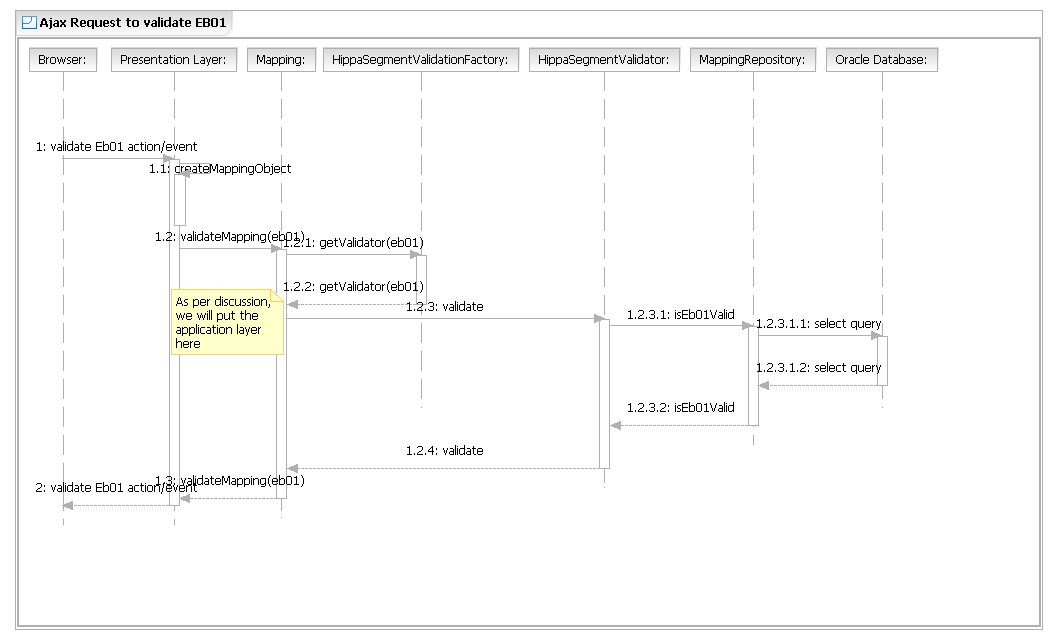 Ajax Request to validate EB01
Browser:
Presentation Layer:
Mapping:
HippaSegmentValidationFactory:
HippaSegmentValidator:
MappingRepository:
Oracle Database:
1: validate Eb01 action/event
1.1: createMappingObject
1.2: validateMapping(eb01)
1.2.1: getValidator(eb01)
1.2.2: getValidator(eb01)
As per discussion,
we will put the
application layer
here
1.2.3: validate
1.2.3.1: isEb01Valid
1.2.3.1.1: select query
1.2.3.1.2: select query
1.2.3.2: isEb01Valid
1.2.4: validate
1.3: validateMapping(eb01)
2: validate Eb01 action/event